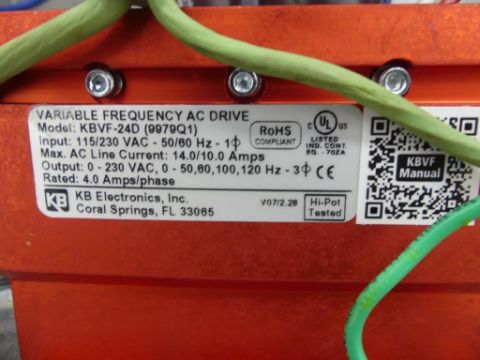 VARIABLE FREQUENCY AC DRIVE
Model: KBVF-24D (9979Q1)
Input: 115/230 VAC - 50/60 Hz - 1ϕ
Max. AC Line Current: 14.0/10.0 Amps
Output: 0 - 230 VAC, 0 - 50,60,100,120 Hz - 3ϕ
Rated: 4.0 Amps/phase
RoHS
COMPLIANT
UL
LISTED
IND. CONT.
EQ. - 76ZA
CE
KB
KB Electronics, Inc.
Coral Springs, FL 33065
V07/2.28
Hi-Pot
Tested
KBVF
Manual